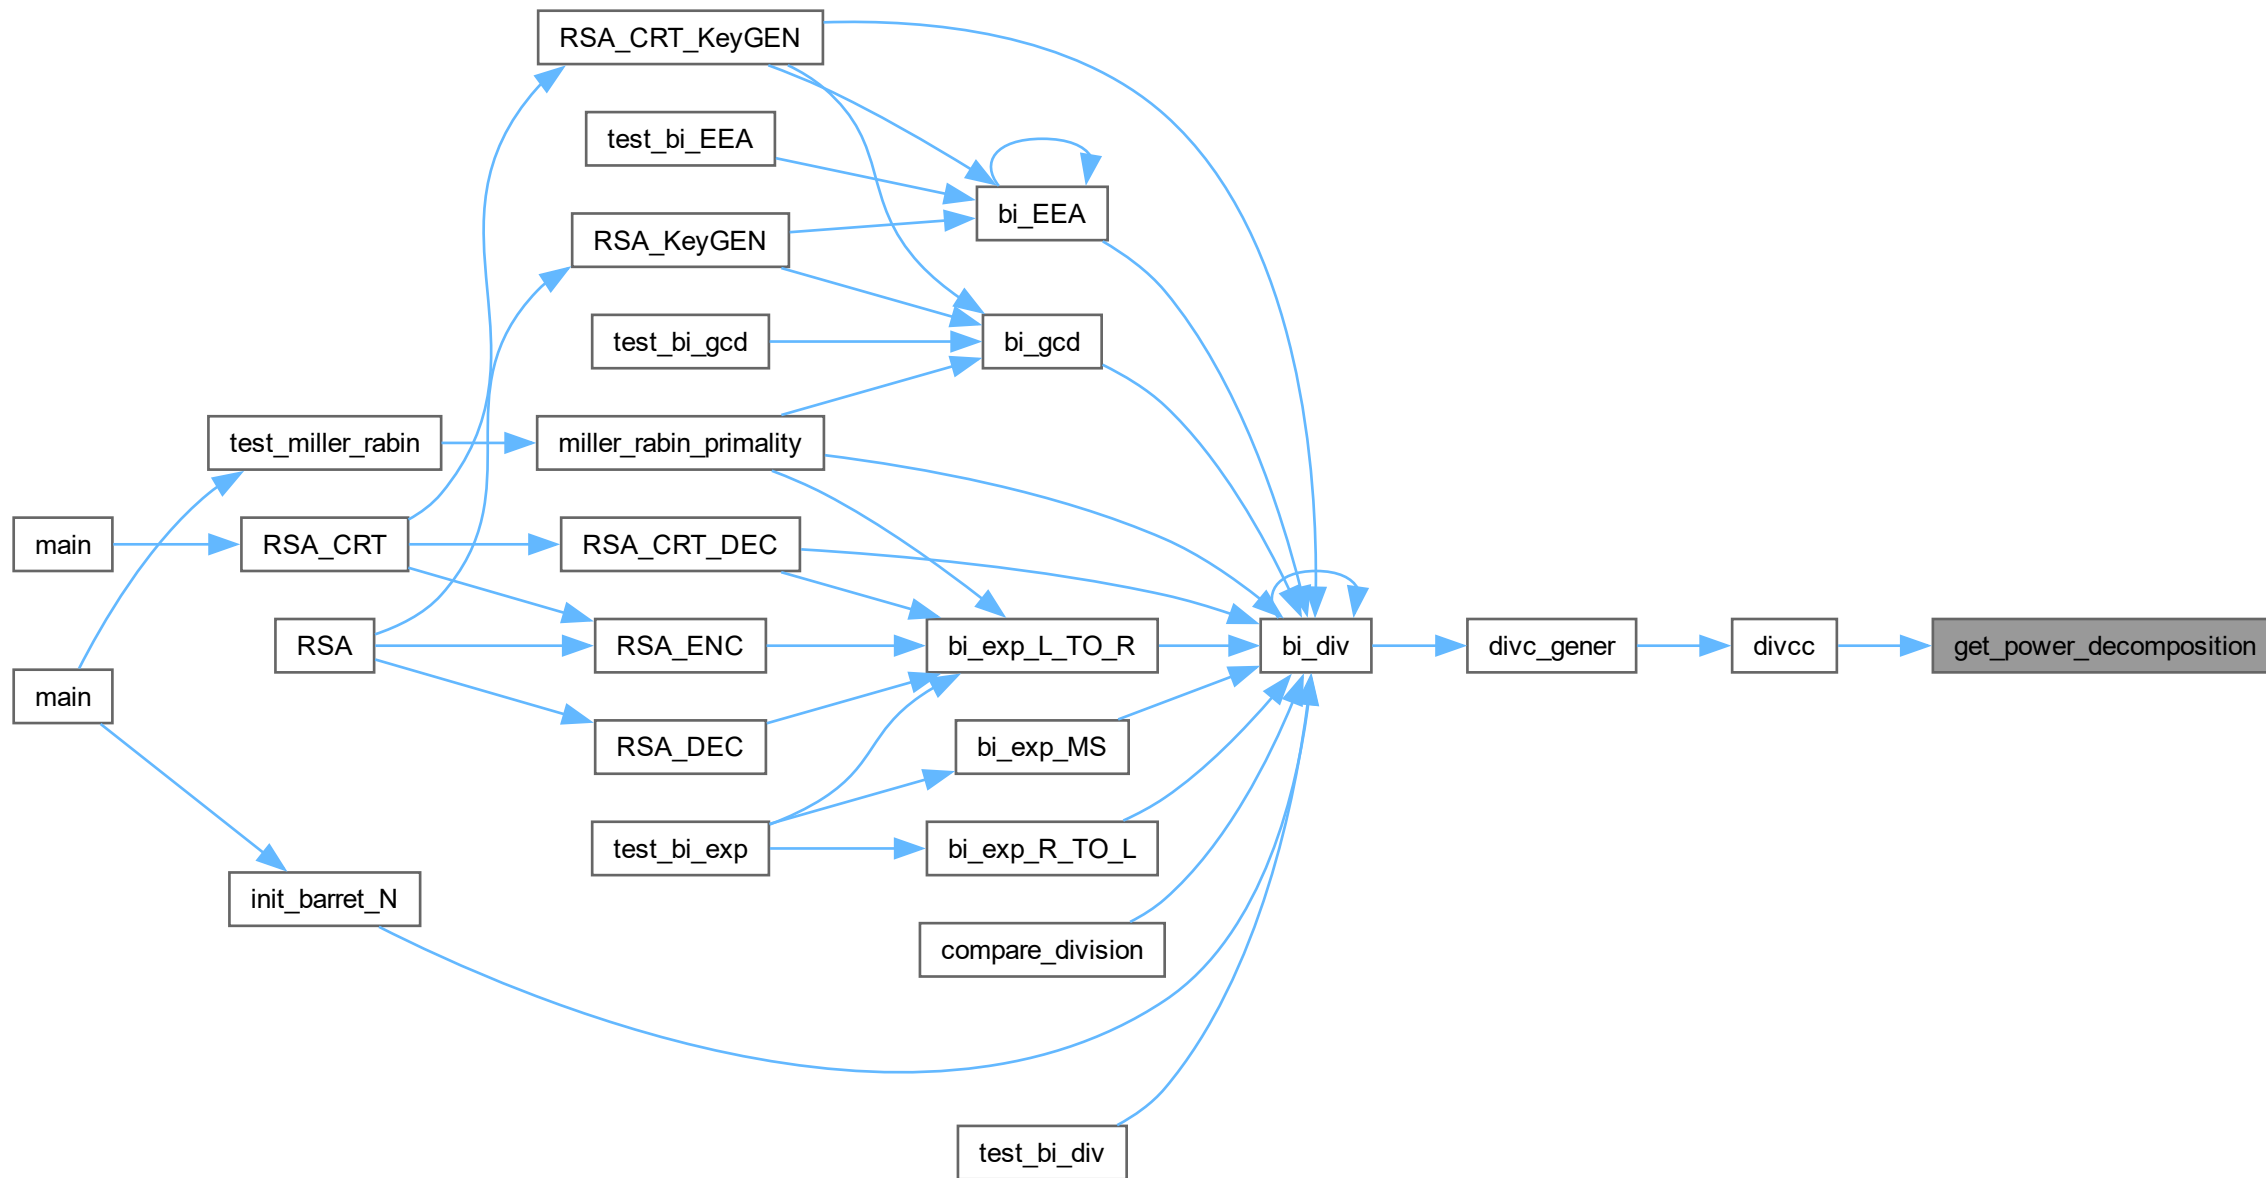 RSA_CRT_KeyGEN
test_bi_EEA
bi_EEA
RSA_KeyGEN
test_bi_gcd
bi_gcd
test_miller_rabin
miller_rabin_primality
main
RSA_CRT
RSA_CRT_DEC
RSA
RSA_ENC
bi_exp_L_TO_R
bi_div
divc_gener
divcc
get_power_decomposition
main
RSA_DEC
bi_exp_MS
test_bi_exp
bi_exp_R_TO_L
init_barret_N
compare_division
test_bi_div